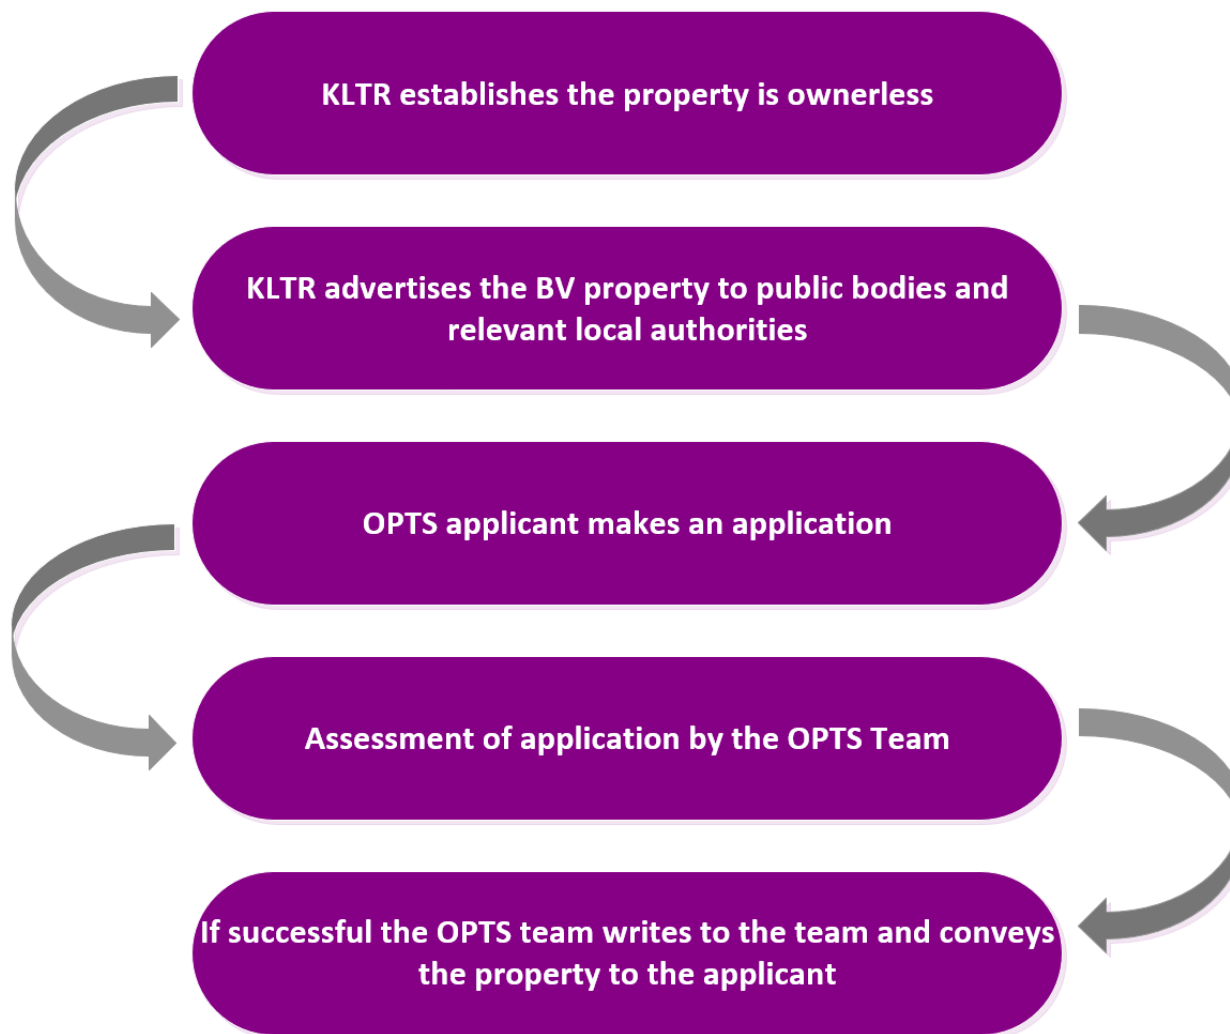 KLTR establishes the property is ownerless
KLTR advertises the BV property to public bodies and
relevant local authorities
OPTS applicant makes an application
Assessment of application by the OPTS Team
If successful the OPTS team writes to the team and conveys
the property to the applicant